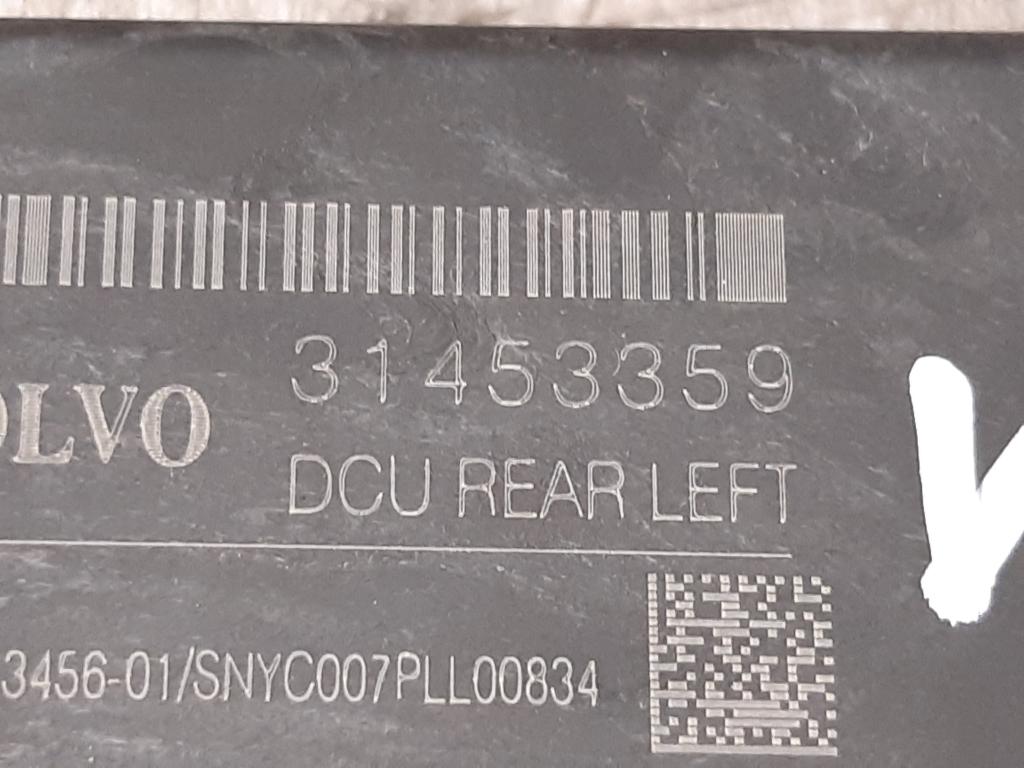 31453359
OLVO
DCU REAR LEFT
3456-01/SNYC007PLL00834